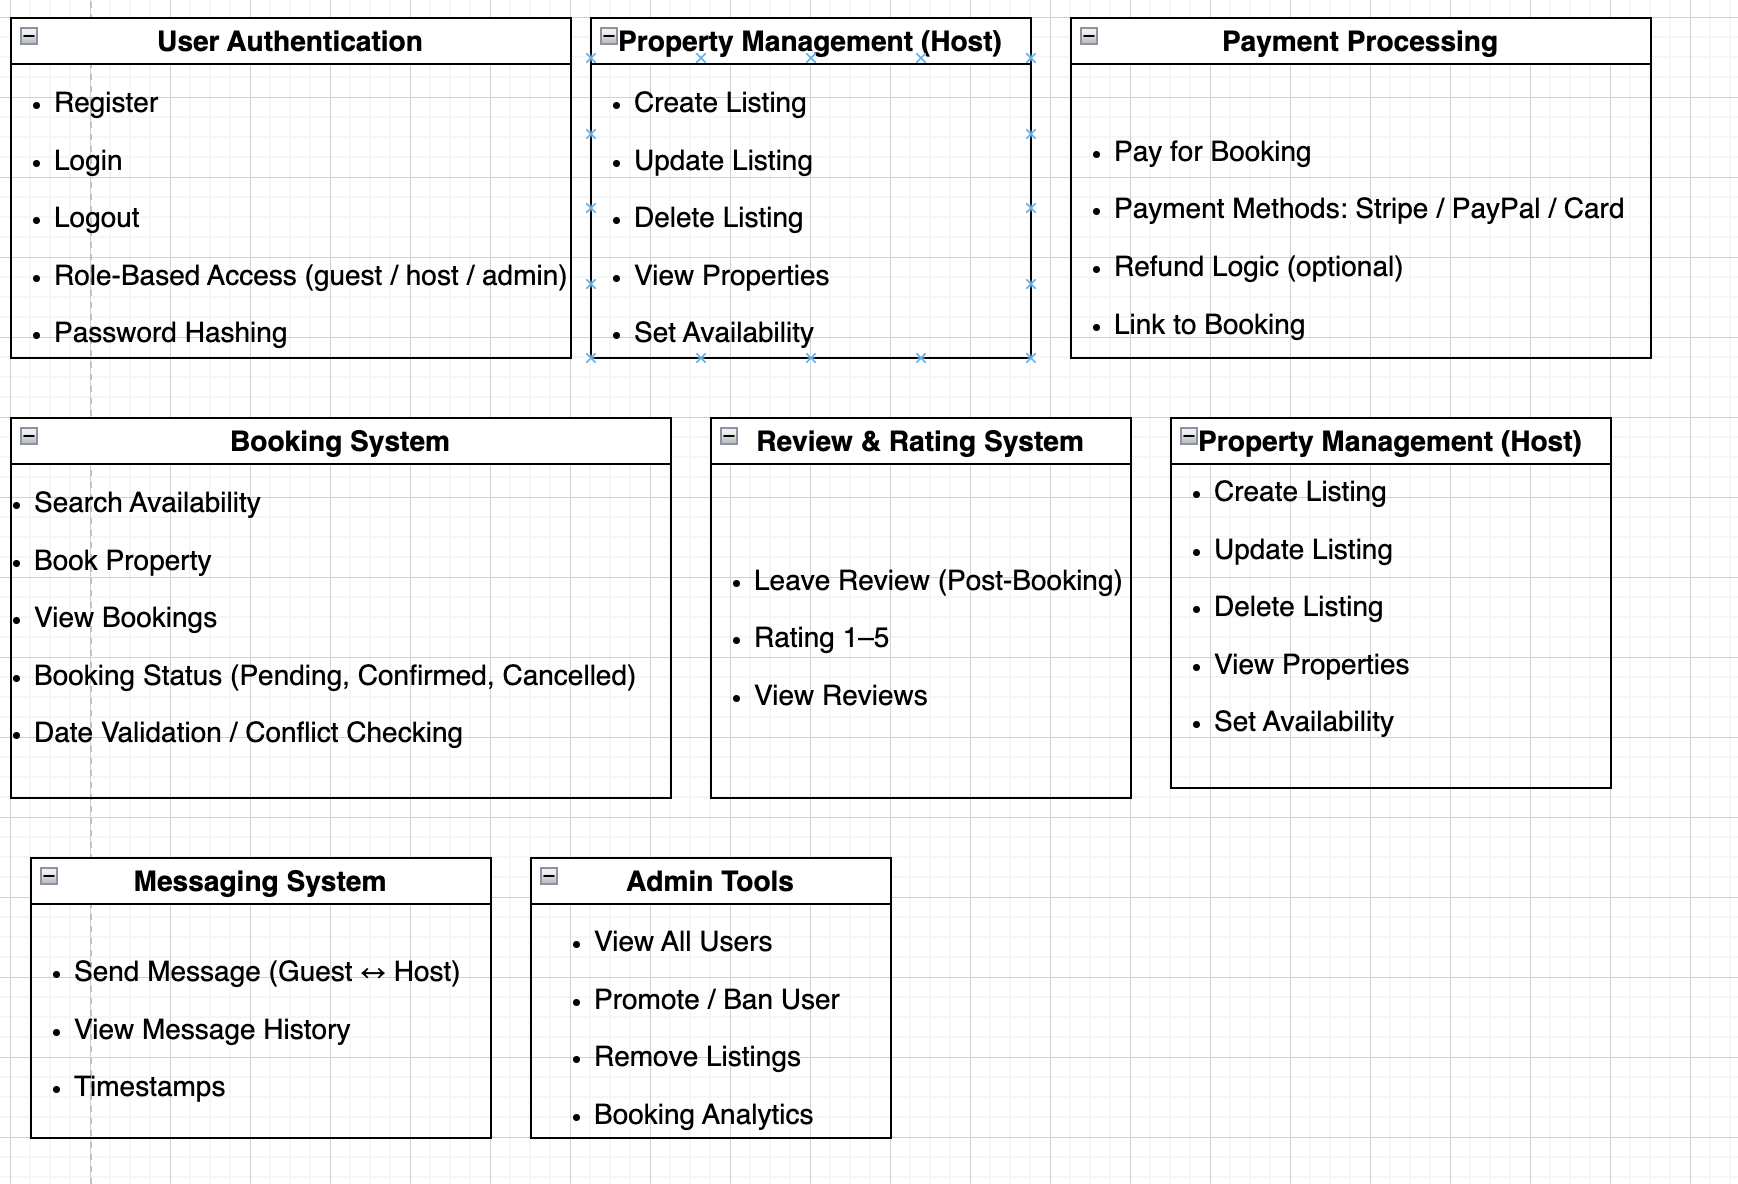 User Authentication
• Register
• Login
• Logout
• Role-Based Access (guest / host / admin)
• Password Hashing
Property Management (Host)
• Create Listing
• Update Listing
• Delete Listing
• View Properties
• Set Availability
Payment Processing
• Pay for Booking
• Payment Methods: Stripe / PayPal / Card
• Refund Logic (optional)
• Link to Booking
Booking System
• Search Availability
• Book Property
• View Bookings
• Booking Status (Pending, Confirmed, Cancelled)
• Date Validation / Conflict Checking
Review & Rating System
• Leave Review (Post-Booking)
• Rating 1–5
• View Reviews
Property Management (Host)
• Create Listing
• Update Listing
• Delete Listing
• View Properties
• Set Availability
Messaging System
• Send Message (Guest ↔ Host)
• View Message History
• Timestamps
Admin Tools
• View All Users
• Promote / Ban User
• Remove Listings
• Booking Analytics